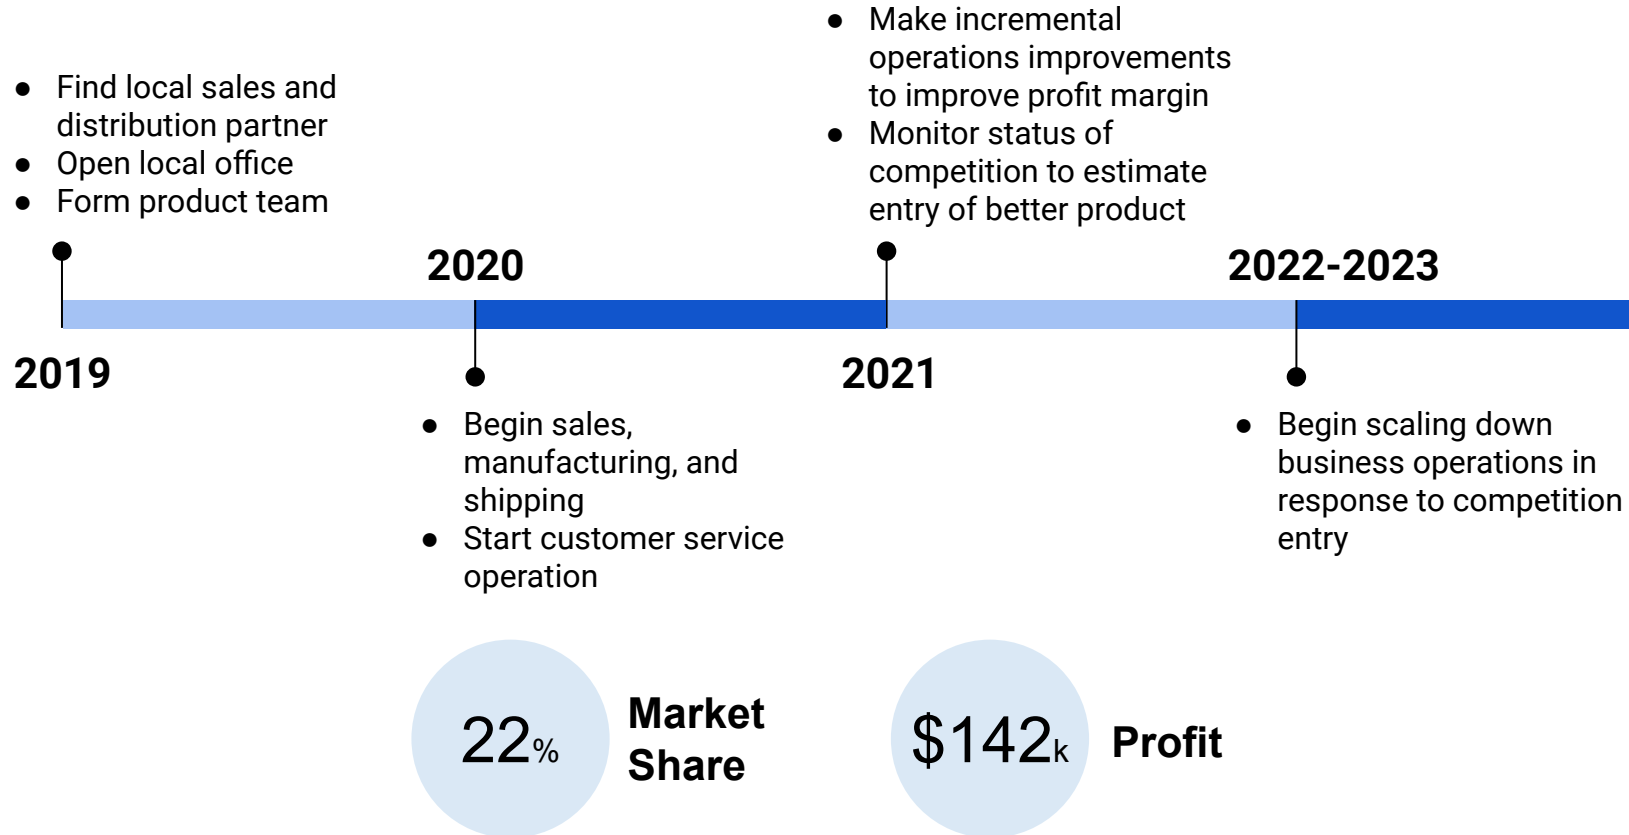 ● Find local sales and
distribution partner
● Open local office
● Form product team
2019
2020
● Begin sales,
manufacturing, and
shipping
● Start customer service
operation
● Make incremental
operations improvements
to improve profit margin
● Monitor status of
competition to estimate
entry of better product
2021
2022-2023
● Begin scaling down
business operations in
response to competition
entry
22%
Market
Share
$142k
Profit